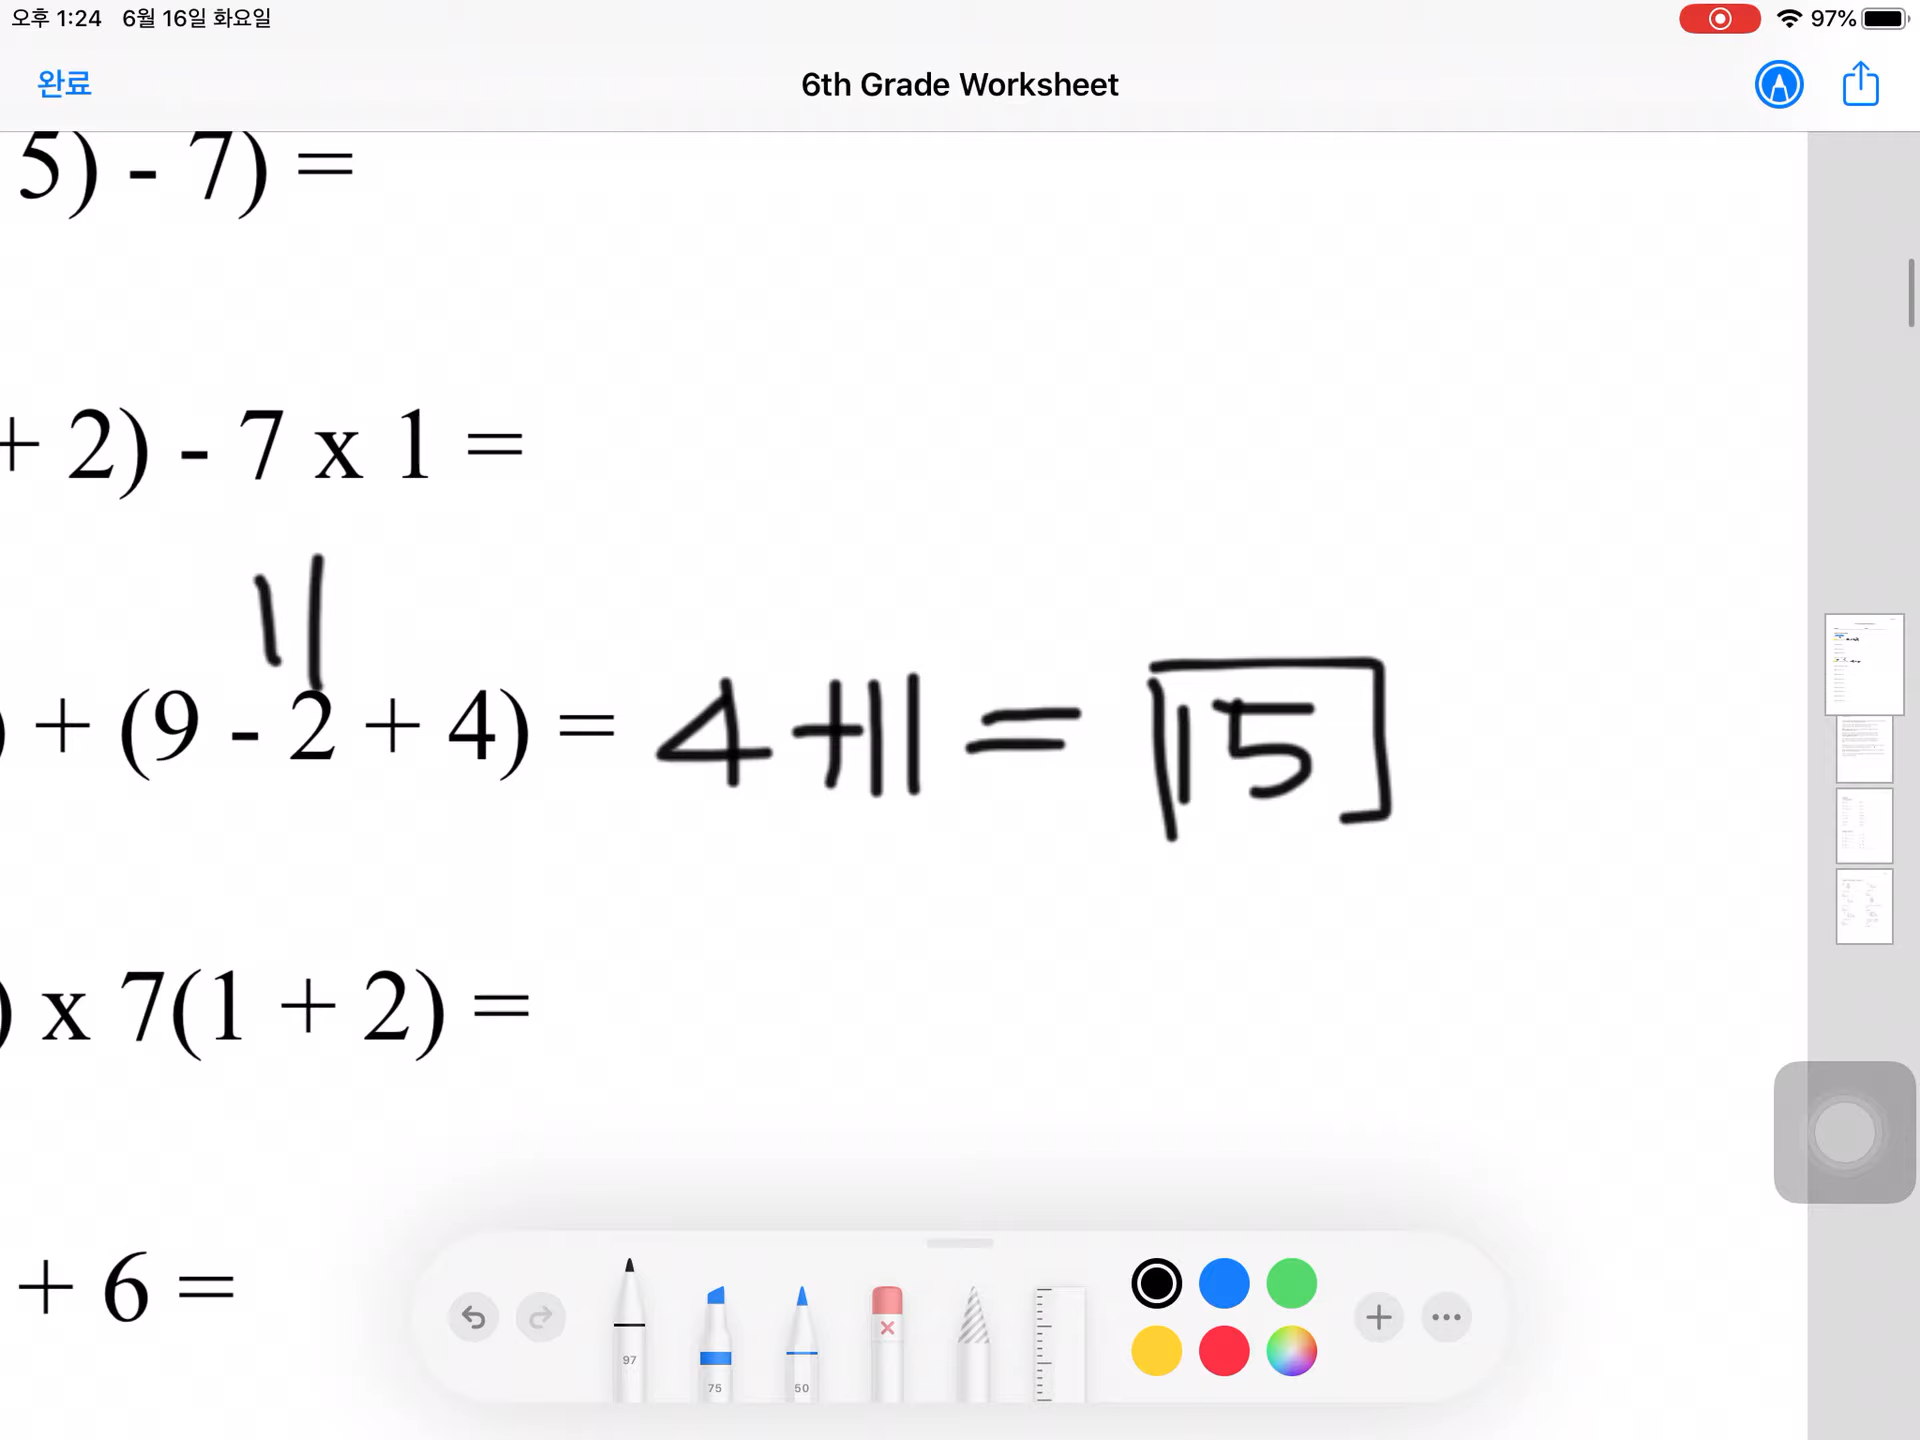 오후 1:24 6월 16일 화요일 97%
완료 6th Grade Worksheet
5) - 7) =
+ 2) - 7 x 1 =
11
) + (9 - 2 + 4) = 4+11 = 15
) x 7(1 + 2) =
+ 6 =
97 75 50